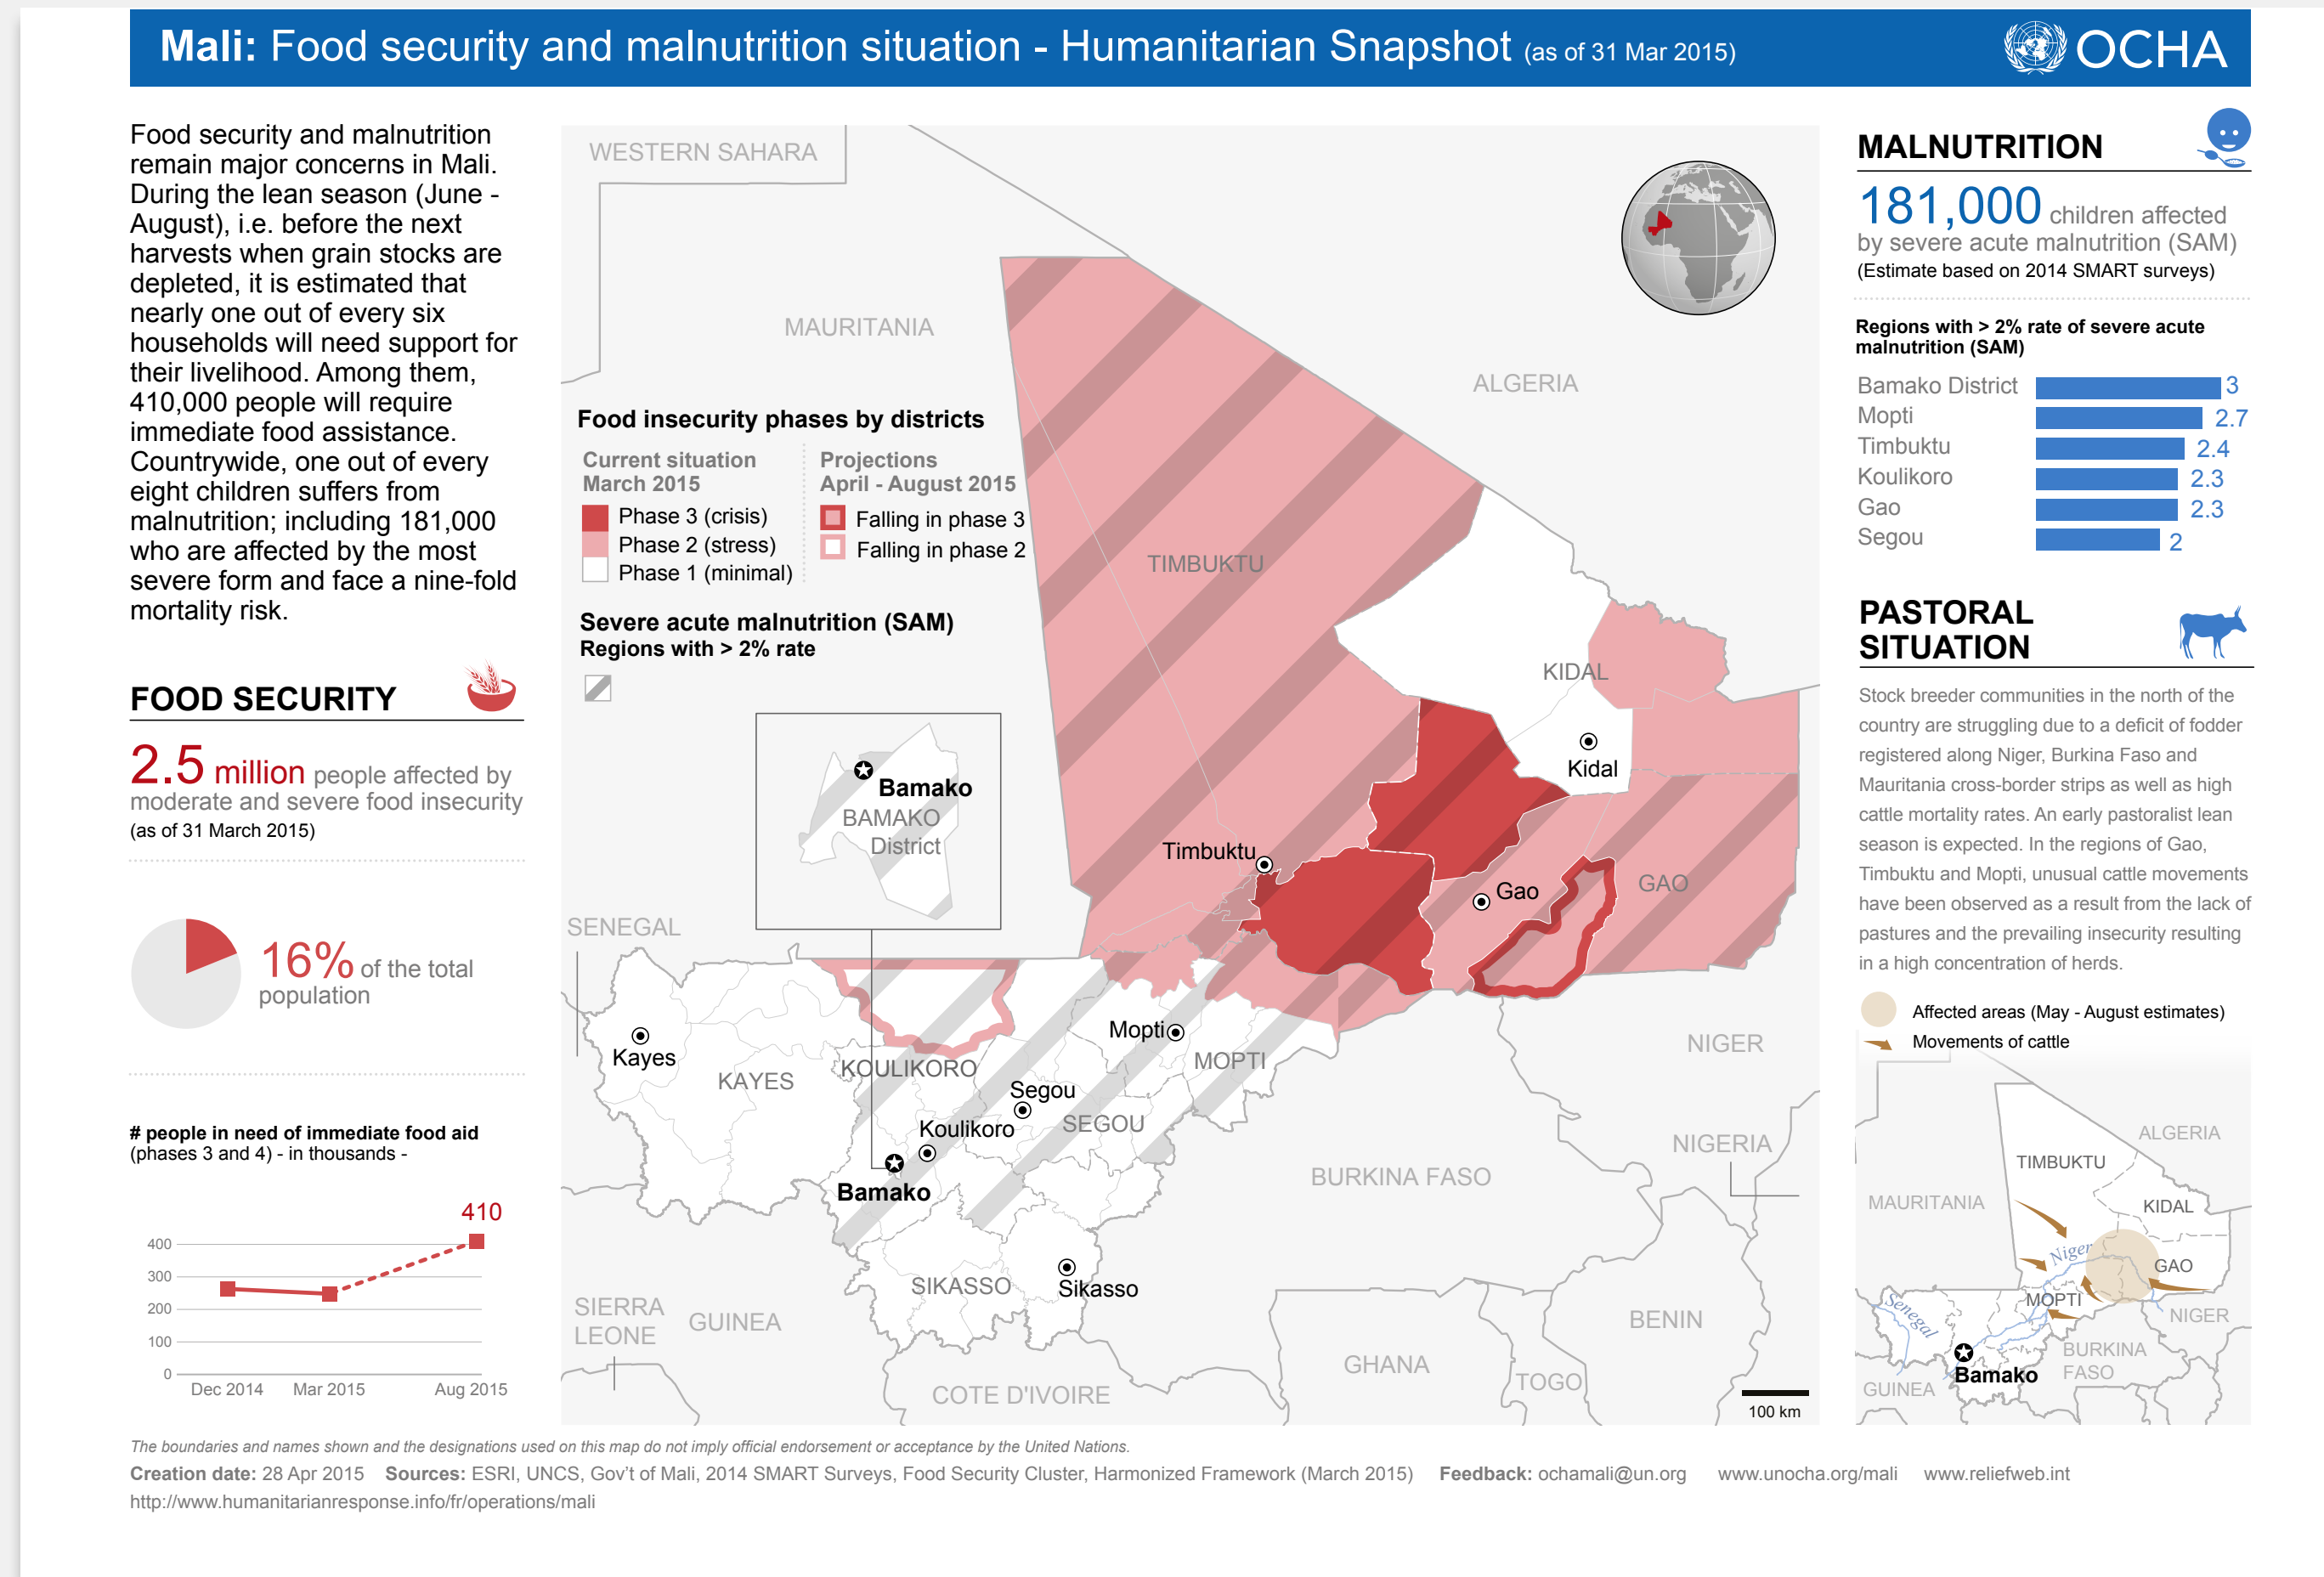 Mali: Food security and malnutrition situation - Humanitarian Snapshot (as of 31 Mar 2015)
OCHA
Food security and malnutrition
remain major concerns in Mali.
During the lean season (June -
August), i.e. before the next
harvests when grain stocks are
depleted, it is estimated that
nearly one out of every six
households will need support for
their livelihood. Among them,
410,000 people will require
immediate food assistance.
Countrywide, one out of every
eight children suffers from
malnutrition; including 181,000
who are affected by the most
severe form and face a nine-fold
mortality risk.
FOOD SECURITY
2.5 million people affected by
moderate and severe food insecurity
(as of 31 March 2015)
16% of the total
population
# people in need of immediate food aid
(phases 3 and 4) - in thousands -
410
400
300
200
100
0
Dec 2014
Mar 2015
Aug 2015
WESTERN SAHARA
MAURITANIA
ALGERIA
Food insecurity phases by districts
Current situation
March 2015
Phase 3 (crisis)
Phase 2 (stress)
Phase 1 (minimal)
Projections
April - August 2015
Falling in phase 3
Falling in phase 2
Severe acute malnutrition (SAM)
Regions with > 2% rate
TIMBUKTU
KIDAL
Kidal
Bamako
BAMAKO
District
Timbuktu
Gao
GAO
SENEGAL
Kayes
KAYES
KOULIKORO
Mopti
MOPTI
Segou
SEGOU
Koulikoro
Bamako
SIKASSO
Sikasso
NIGER
NIGERIA
BURKINA FASO
SIERRA
LEONE
GUINEA
COTE D'IVOIRE
GHANA
TOGO
BENIN
100 km
MALNUTRITION
181,000 children affected
by severe acute malnutrition (SAM)
(Estimate based on 2014 SMART surveys)
Regions with > 2% rate of severe acute
malnutrition (SAM)
Bamako District 3
Mopti 2.7
Timbuktu 2.4
Koulikoro 2.3
Gao 2.3
Segou 2
PASTORAL
SITUATION
Stock breeder communities in the north of the
country are struggling due to a deficit of fodder
registered along Niger, Burkina Faso and
Mauritania cross-border strips as well as high
cattle mortality rates. An early pastoralist lean
season is expected. In the regions of Gao,
Timbuktu and Mopti, unusual cattle movements
have been observed as a result from the lack of
pastures and the prevailing insecurity resulting
in a high concentration of herds.
Affected areas (May - August estimates)
Movements of cattle
ALGERIA
TIMBUKTU
MAURITANIA
KIDAL
Niger
GAO
MOPTI
NIGER
Senegal
BURKINA
FASO
Bamako
GUINEA
The boundaries and names shown and the designations used on this map do not imply official endorsement or acceptance by the United Nations.
Creation date: 28 Apr 2015 Sources: ESRI, UNCS, Gov't of Mali, 2014 SMART Surveys, Food Security Cluster, Harmonized Framework (March 2015) Feedback: ochamali@un.org www.unocha.org/mali www.reliefweb.int
http://www.humanitarianresponse.info/fr/operations/mali